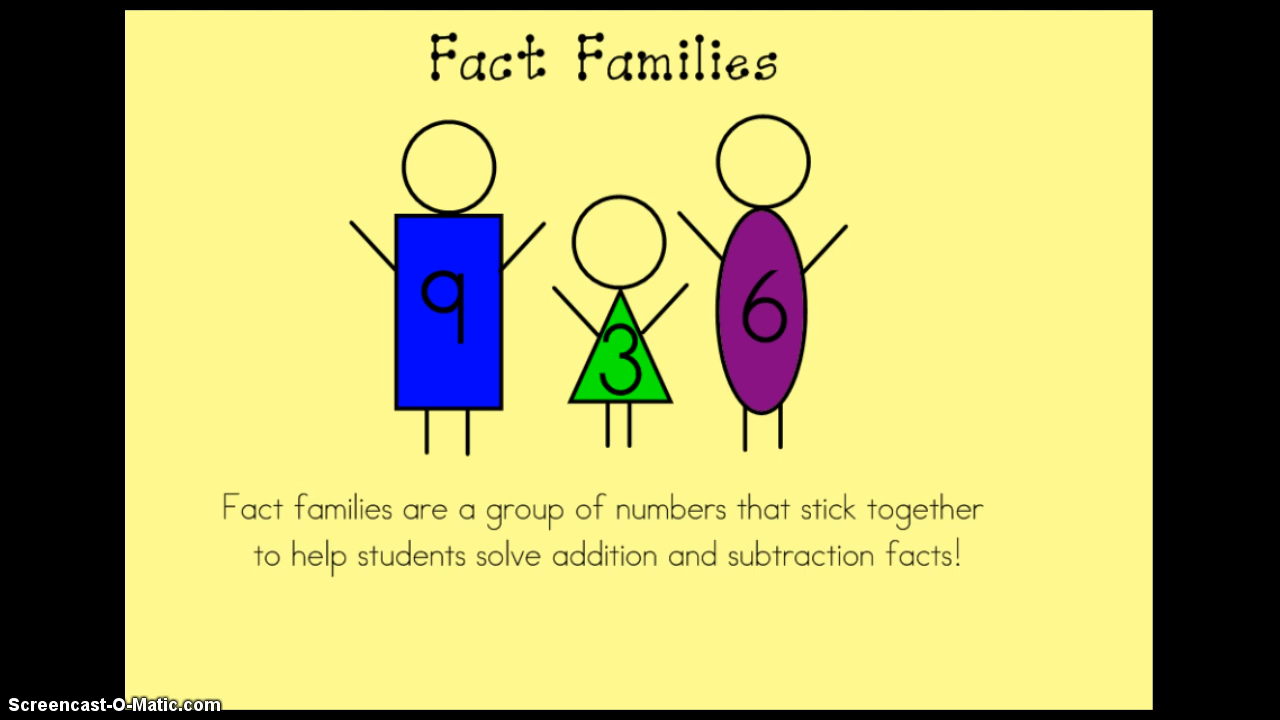 Fact Families
9
3
6
Fact families are a group of numbers that stick together
to help students solve addition and subtraction facts!
Screencast-O-Matic.com